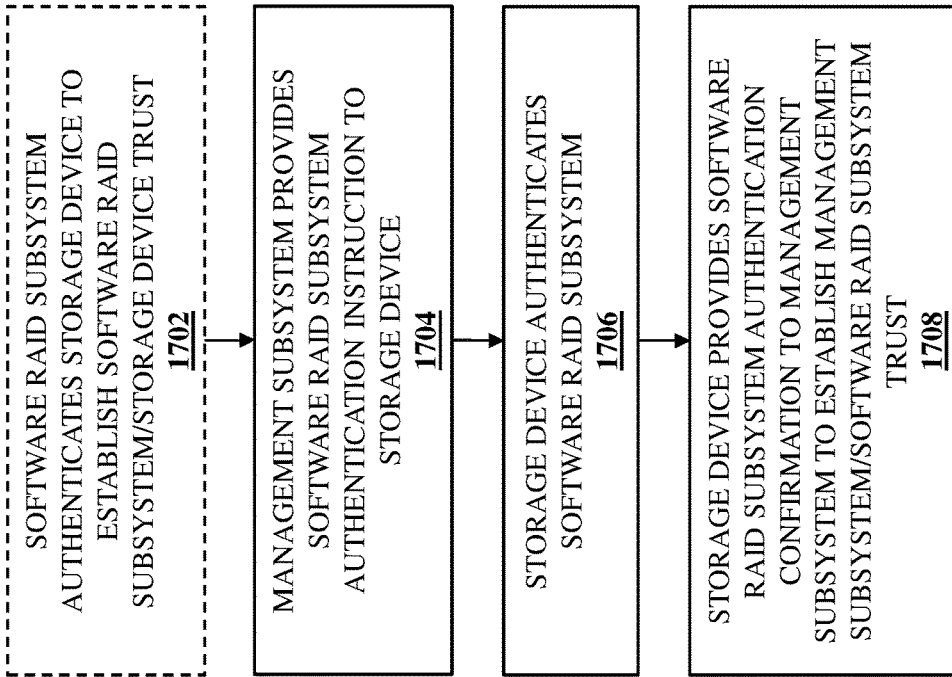 SOFTWARE RAID SUBSYSTEM
AUTHENTICATES STORAGE DEVICE TO
ESTABLISH SOFTWARE RAID
SUBSYSTEM/STORAGE DEVICE TRUST
1702
MANAGEMENT SUBSYSTEM PROVIDES
SOFTWARE RAID SUBSYSTEM
AUTHENTICATION INSTRUCTION TO
STORAGE DEVICE
1704
STORAGE DEVICE AUTHENTICATES
SOFTWARE RAID SUBSYSTEM
1706
STORAGE DEVICE PROVIDES SOFTWARE
RAID SUBSYSTEM AUTHENTICATION
CONFIRMATION TO MANAGEMENT
SUBSYSTEM TO ESTABLISH MANAGEMENT
SUBSYSTEM/SOFTWARE RAID SUBSYSTEM
TRUST
1708